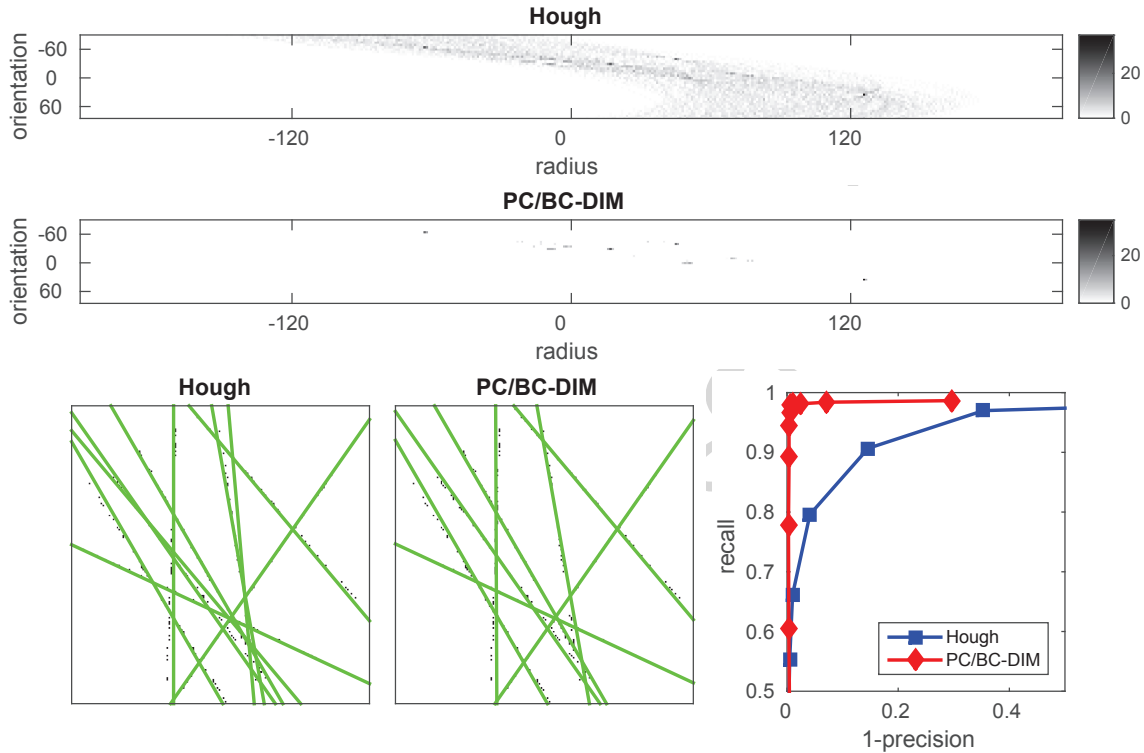 Hough
orientation
-60
0
60
-120
0
120
radius
20
0
PC/BC-DIM
orientation
-60
0
60
-120
0
120
radius
20
0
Hough
PC/BC-DIM
recall
1
0.9
0.8
0.7
0.6
0.5
0
0.2
0.4
1-precision
Hough
PC/BC-DIM